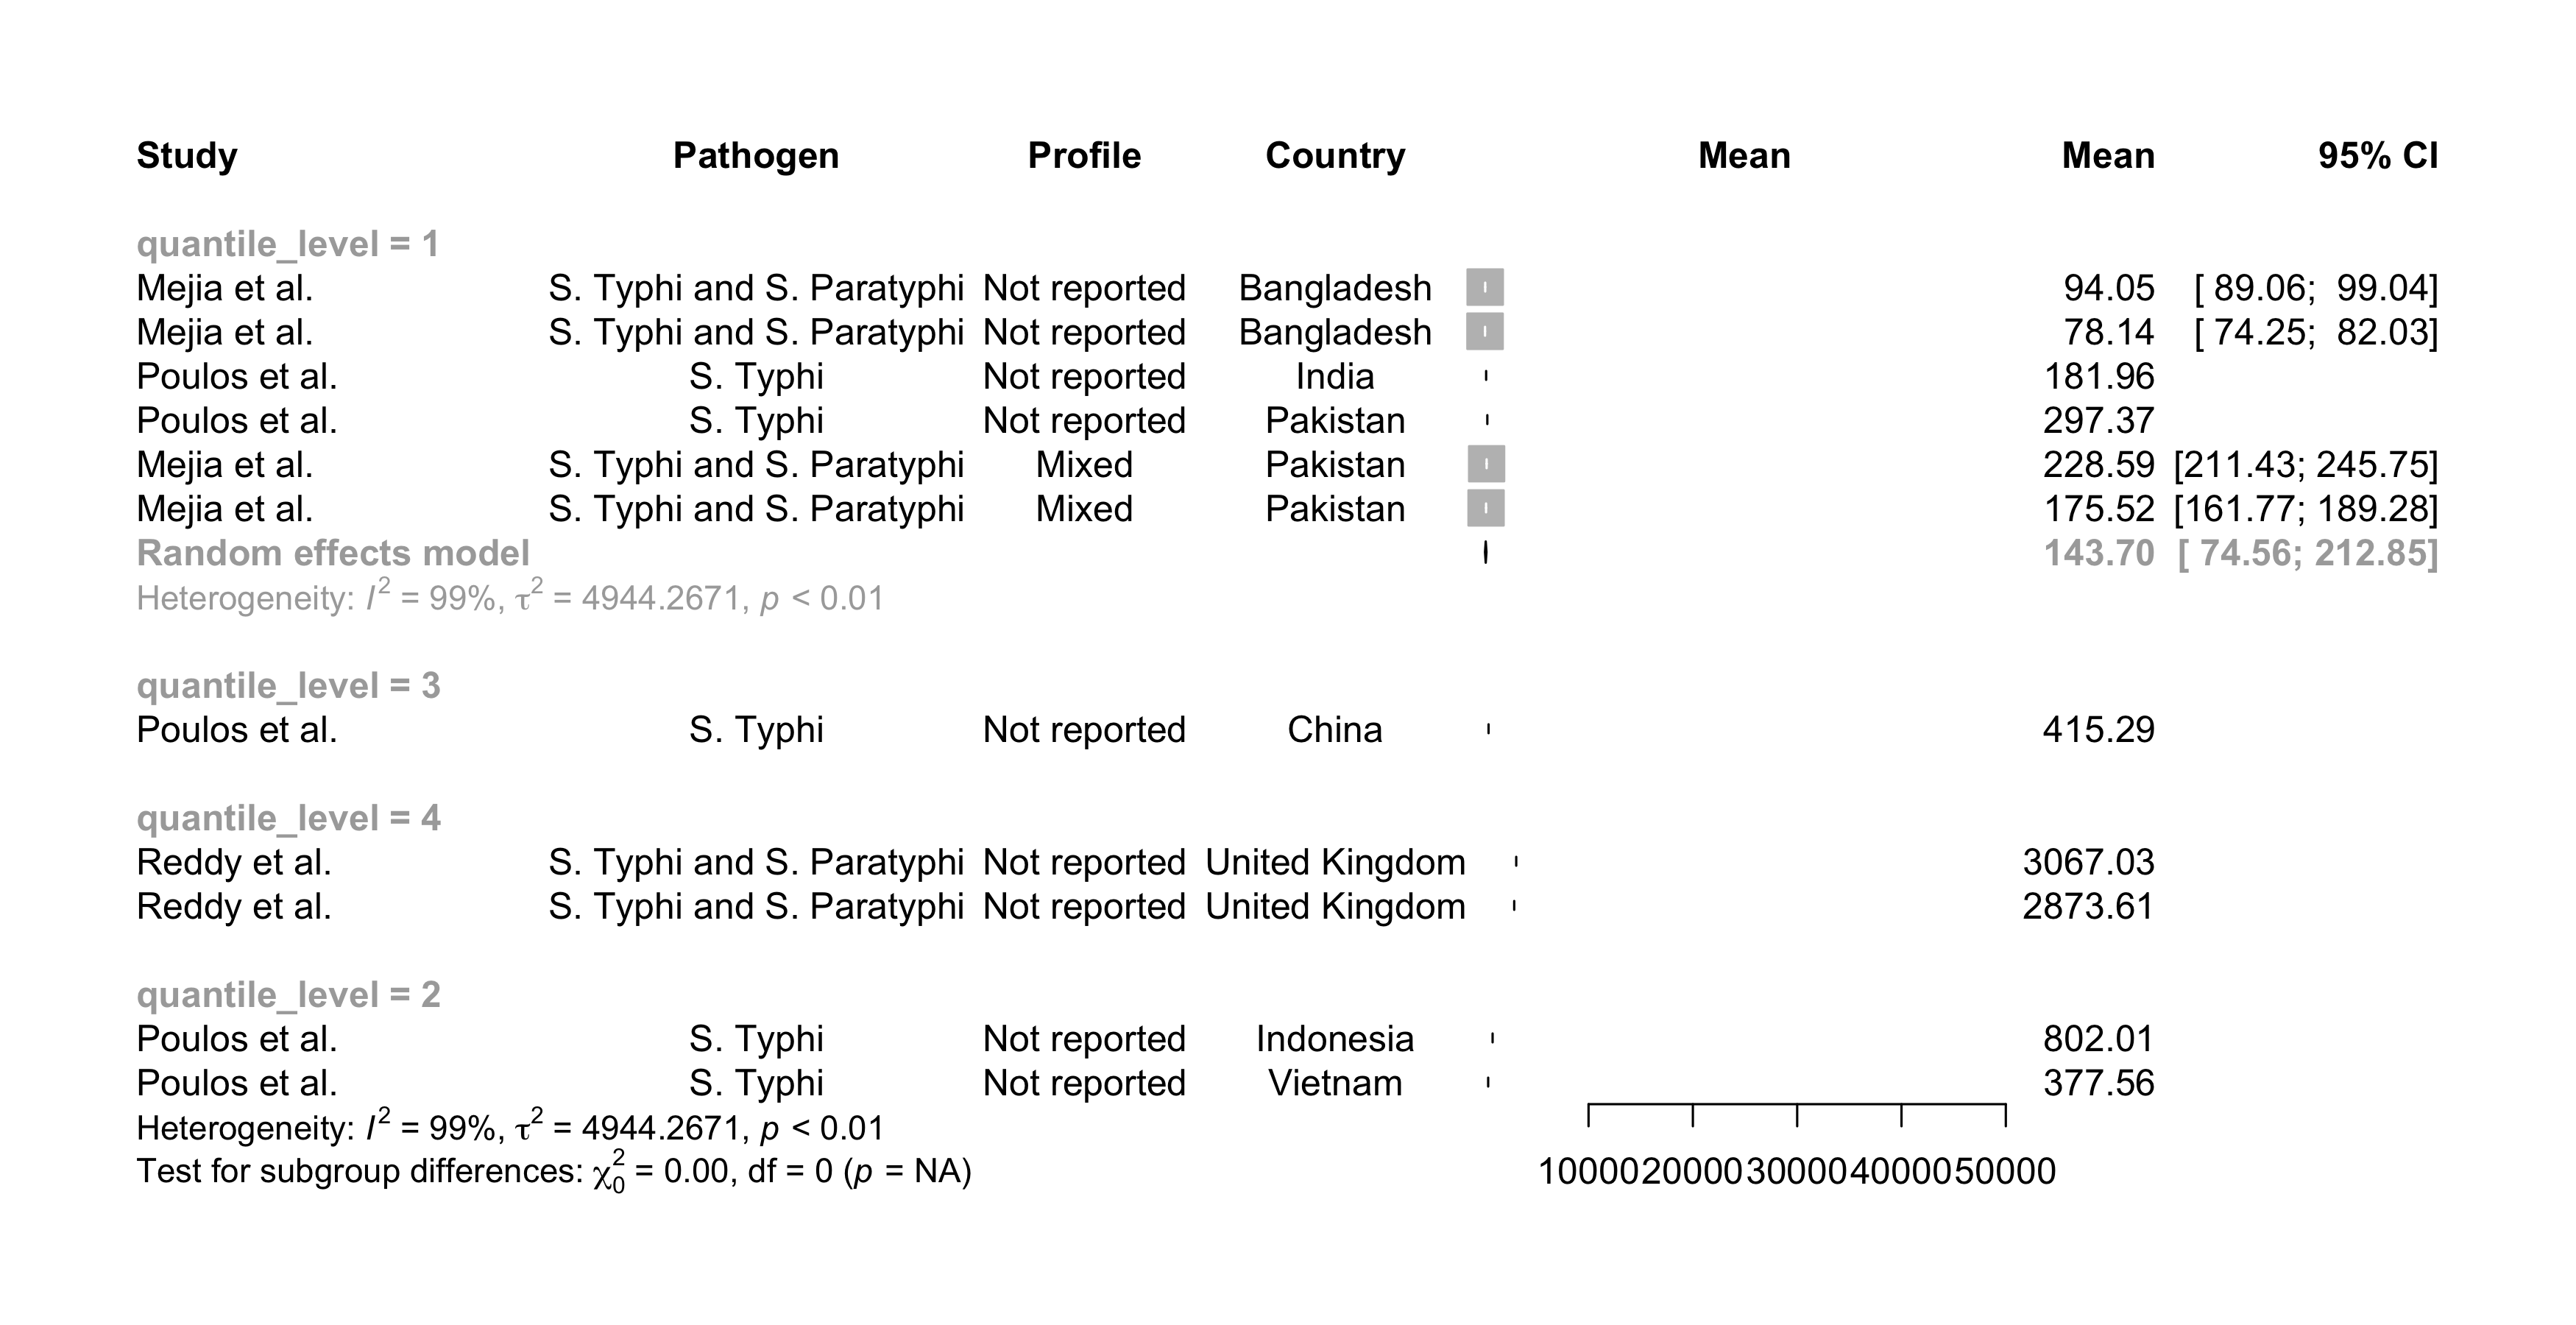 Study Pathogen Profile Country Mean Mean 95% CI
quantile_level = 1
Mejia et al. S. Typhi and S. Paratyphi Not reported Bangladesh 94.05 [ 89.06; 99.04]
Mejia et al. S. Typhi and S. Paratyphi Not reported Bangladesh 78.14 [ 74.25; 82.03]
Poulos et al. S. Typhi Not reported India 181.96
Poulos et al. S. Typhi Not reported Pakistan 297.37
Mejia et al. S. Typhi and S. Paratyphi Mixed Pakistan 228.59 [211.43; 245.75]
Mejia et al. S. Typhi and S. Paratyphi Mixed Pakistan 175.52 [161.77; 189.28]
Random effects model 143.70 [ 74.56; 212.85]
Heterogeneity: I² = 99%, τ² = 4944.2671, p < 0.01
quantile_level = 3
Poulos et al. S. Typhi Not reported China 415.29
quantile_level = 4
Reddy et al. S. Typhi and S. Paratyphi Not reported United Kingdom 3067.03
Reddy et al. S. Typhi and S. Paratyphi Not reported United Kingdom 2873.61
quantile_level = 2
Poulos et al. S. Typhi Not reported Indonesia 802.01
Poulos et al. S. Typhi Not reported Vietnam 377.56
Heterogeneity: I² = 99%, τ² = 4944.2671, p < 0.01
Test for subgroup differences: χ²₀ = 0.00, df = 0 (p = NA) 10000 20000 30000 40000 50000